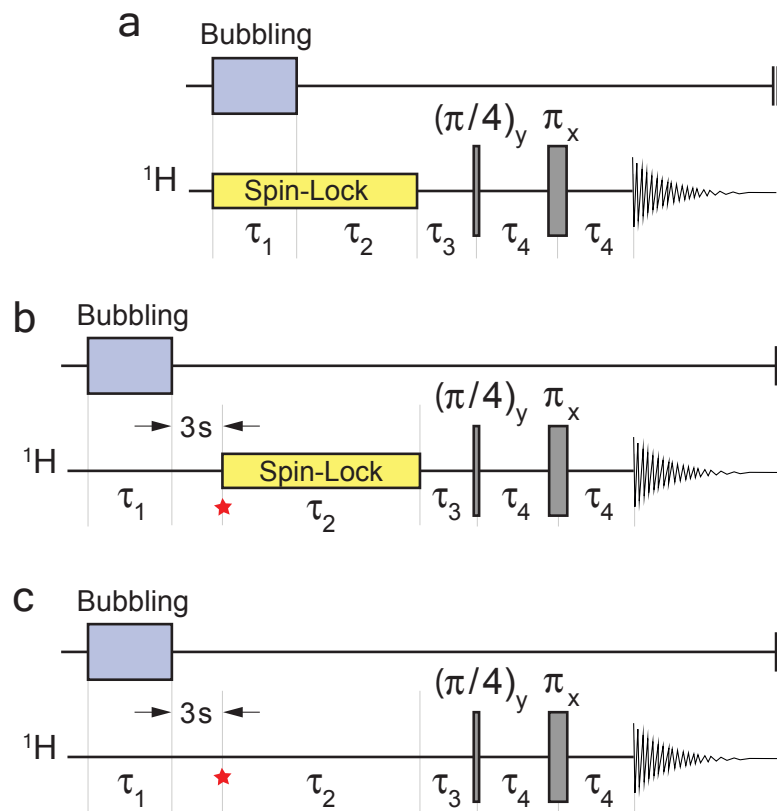 a
Bubbling
(π/4)y πx
¹H
Spin-Lock
τ1 τ2 τ3 τ4 τ4
b
Bubbling
3s
(π/4)y πx
¹H
Spin-Lock
τ1 τ2 τ3 τ4 τ4
c
Bubbling
3s
(π/4)y πx
¹H
τ1 τ2 τ3 τ4 τ4